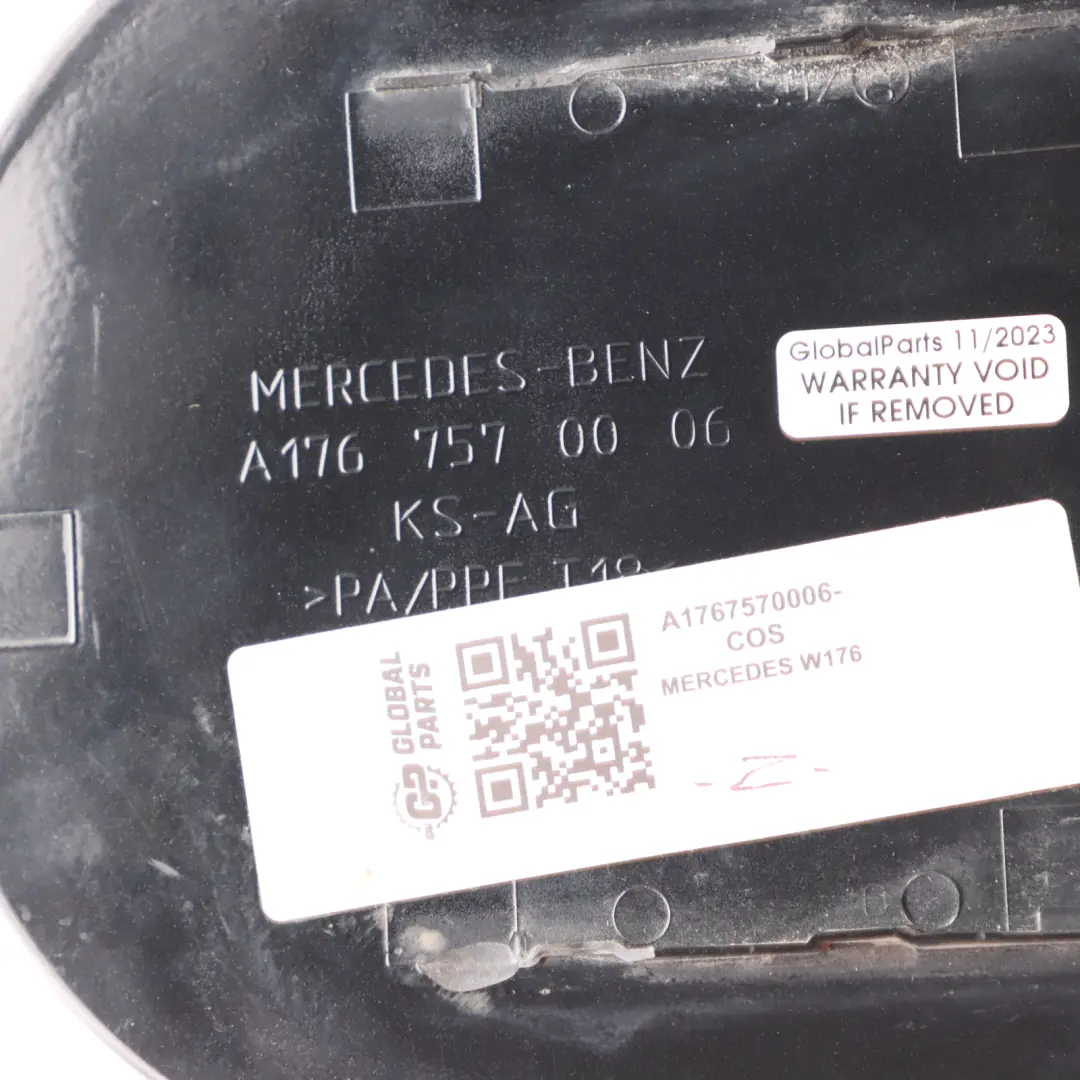 MERCEDES-BENZ
A176 757 00 06
KS-AG
>PA/PPE
GlobalParts 11/2023
WARRANTY VOID
IF REMOVED
GLOBAL
PARTS
A1767570006-
COS
MERCEDES W176